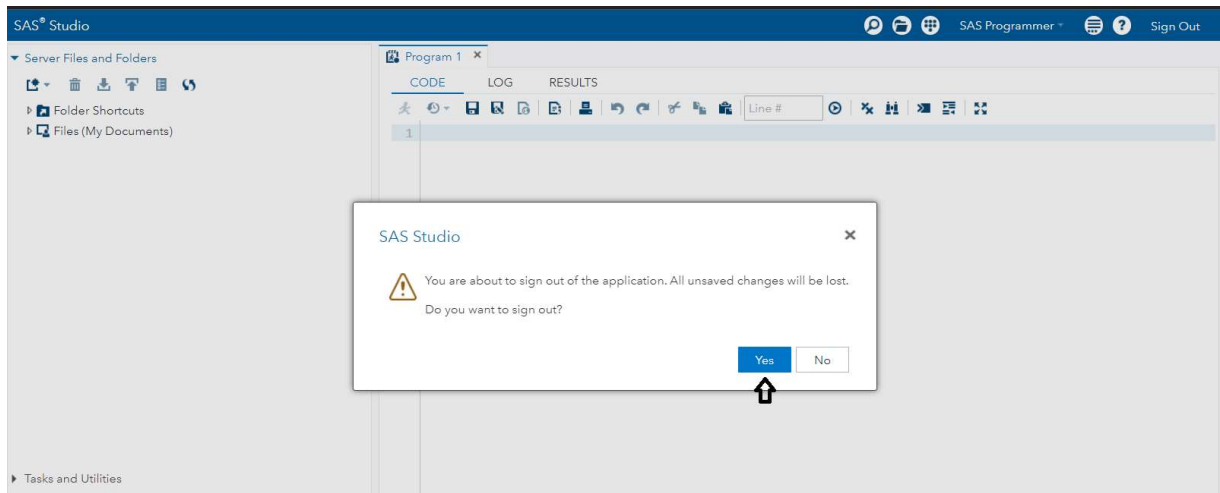 SAS® Studio
SAS Programmer
Sign Out
Server Files and Folders
Folder Shortcuts
Files (My Documents)
Tasks and Utilities
Program 1
CODE LOG RESULTS
Line #
1
SAS Studio
You are about to sign out of the application. All unsaved changes will be lost.
Do you want to sign out?
Yes No